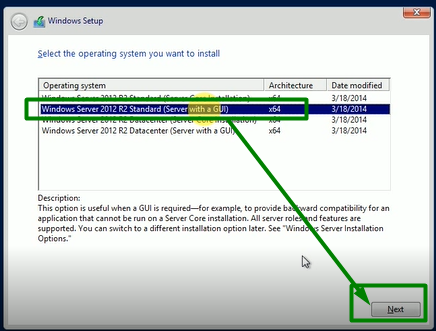 Windows Setup
Select the operating system you want to install
Operating system Architecture Date modified
Windows Server 2012 R2 Standard (Server Core Installation) x64 3/18/2014
Windows Server 2012 R2 Standard (Server with a GUI) x64 3/18/2014
Windows Server 2012 R2 Datacenter (Server Core Installation) x64 3/18/2014
Windows Server 2012 R2 Datacenter (Server with a GUI) x64 3/18/2014
Description:
This option is useful when a GUI is required—for example, to provide backward compatibility for an
application that cannot be run on a Server Core installation. All server roles and features are
supported. You can switch to a different installation option later. See "Windows Server Installation
Options."
Next